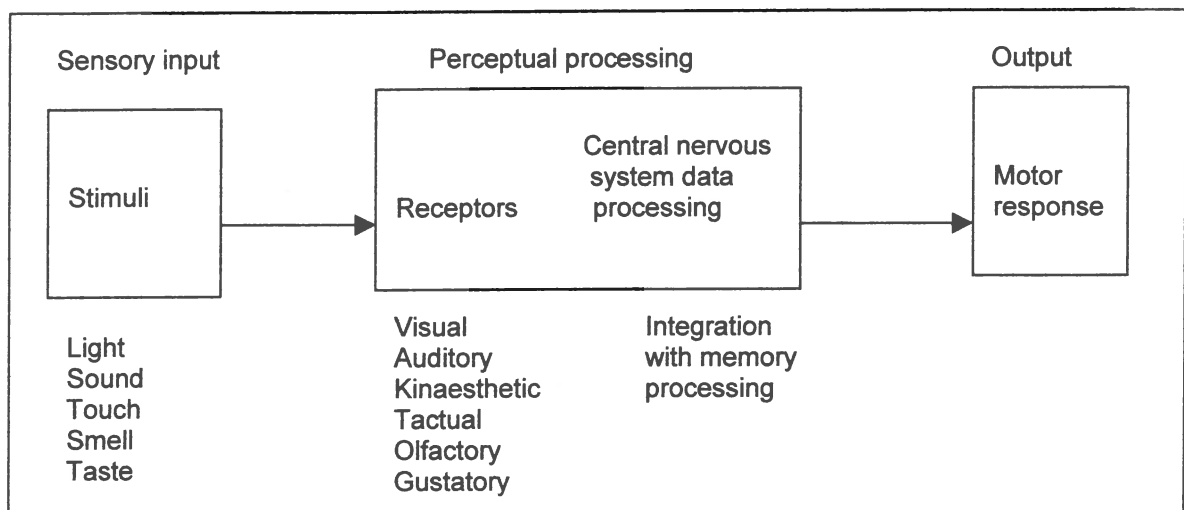 Sensory input
Perceptual processing
Output
Stimuli
Receptors
Central nervous
system data
processing
Motor
response
Light
Sound
Touch
Smell
Taste
Visual
Auditory
Kinaesthetic
Tactual
Olfactory
Gustatory
Integration
with memory
processing